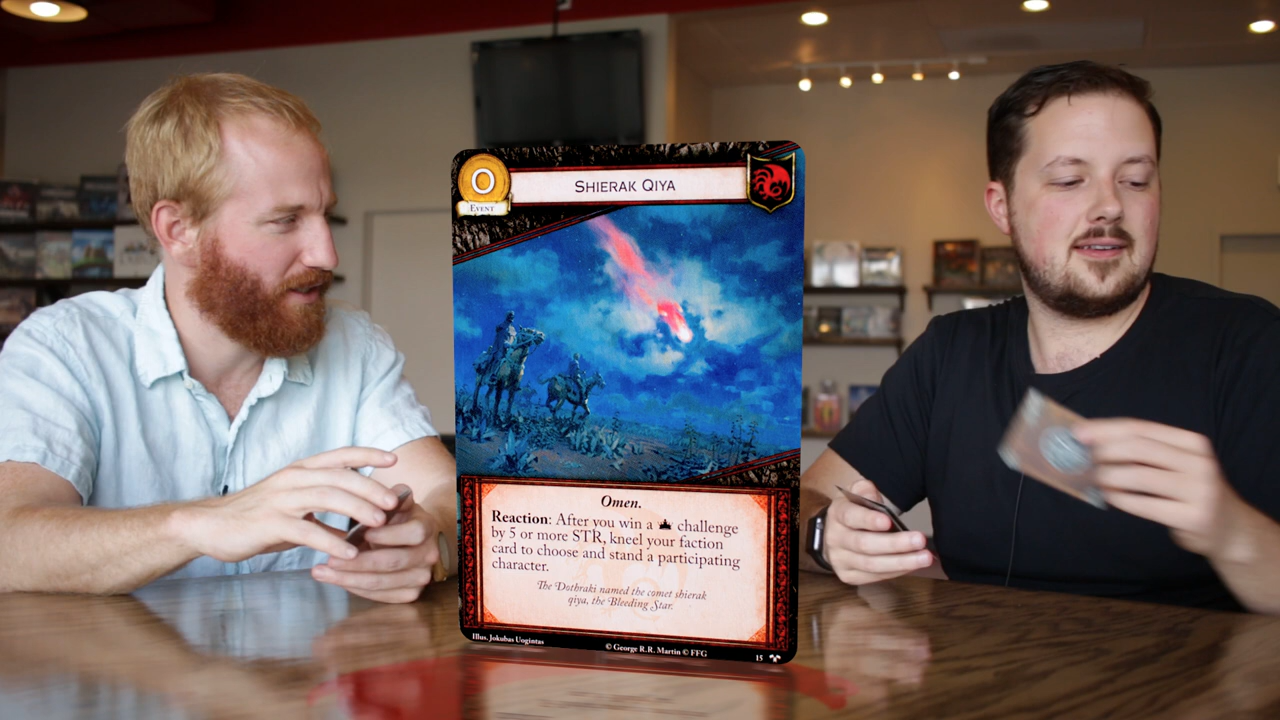 0
SHIERAK QIYA
EVENT
Omen.
Reaction: After you win a challenge
by 5 or more STR, kneel your faction
card to choose and stand a participating
character.
The Dothraki named the comet shierak
qiya, the Bleeding Star.
Illus. Jokubas Uogintas
© George R.R. Martin © FFG
15